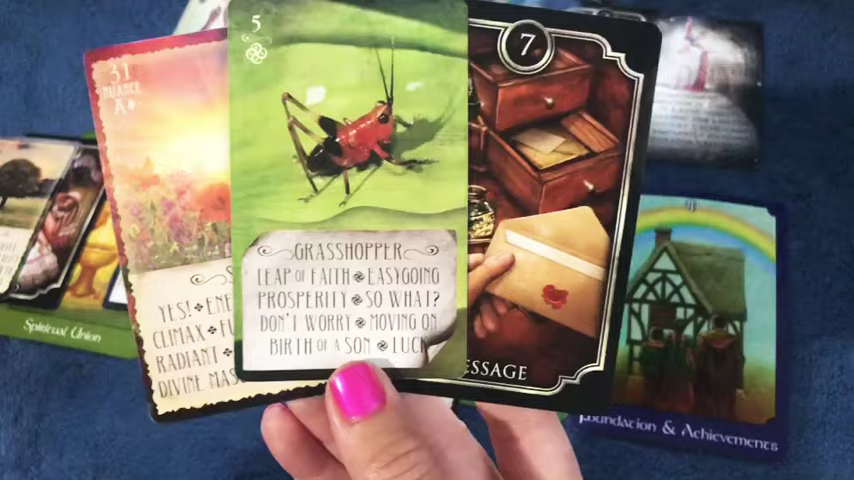 31
NUANCE
A♦
YES!
CLIMAX
RADIANT
DIVINE
5
GRASSHOPPER
LEAP OF FAITH EASYGOING
PROSPERITY SO WHAT?
DON'T WORRY MOVING ON
BIRTH OF A SON LUCK
7
ESSAGE
Spiritual Union
Foundation & Achievements